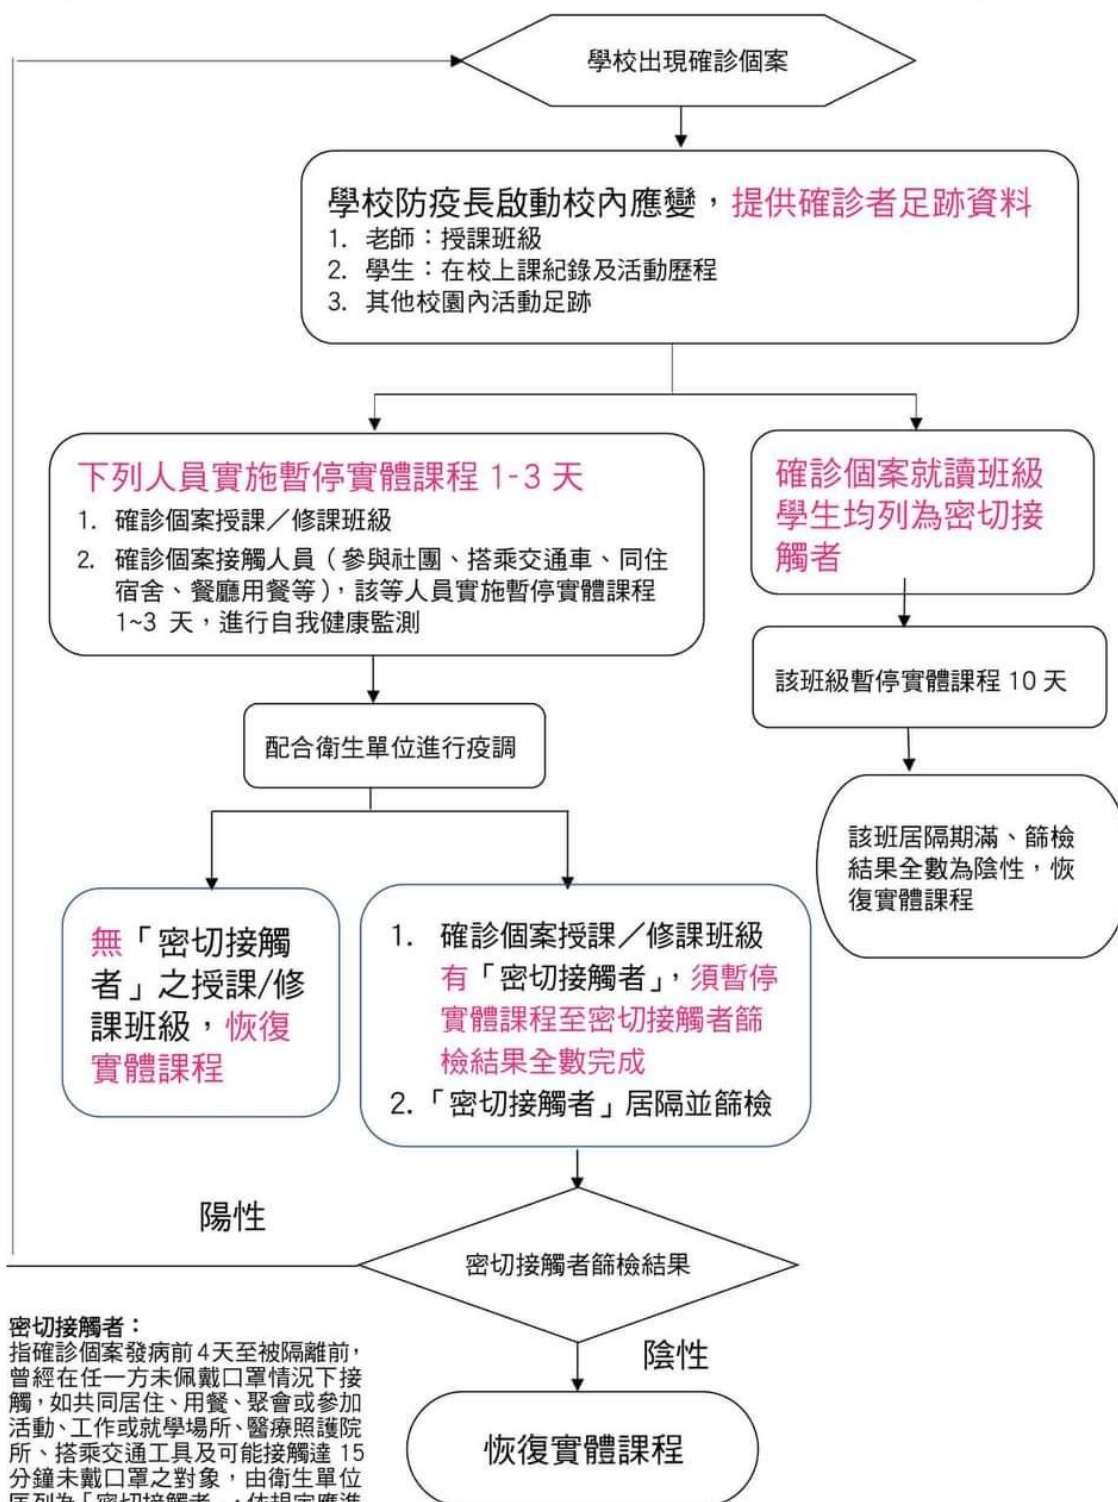 學校出現確診個案
學校防疫長啟動校內應變，提供確診者足跡資料
1. 老師：授課班級
2. 學生：在校上課紀錄及活動歷程
3. 其他校園內活動足跡
下列人員實施暫停實體課程 1-3 天
1. 確診個案授課／修課班級
2. 確診個案接觸人員（參與社團、搭乘交通車、同住
宿舍、餐廳用餐等），該等人員實施暫停實體課程
1~3 天，進行自我健康監測
確診個案就讀班級
學生均列為密切接
觸者
該班級暫停實體課程 10 天
配合衛生單位進行疫調
該班居隔期滿、篩檢
結果全數為陰性，恢
復實體課程
無「密切接觸
者」之授課/修
課班級，恢復
實體課程
1. 確診個案授課／修課班級
有「密切接觸者」，須暫停
實體課程至密切接觸者篩
檢結果全數完成
2.「密切接觸者」居隔並篩檢
陽性
密切接觸者篩檢結果
陰性
恢復實體課程
密切接觸者：
指確診個案發病前4天至被隔離前，
曾經在任一方未佩戴口罩情況下接
觸，如共同居住、用餐、聚會或參加
活動、工作或就學場所、醫療照護院
所、搭乘交通工具及可能接觸達 15
分鐘未戴口罩之對象，由衛生單位
匡列為「密切接觸者」，依規定應進